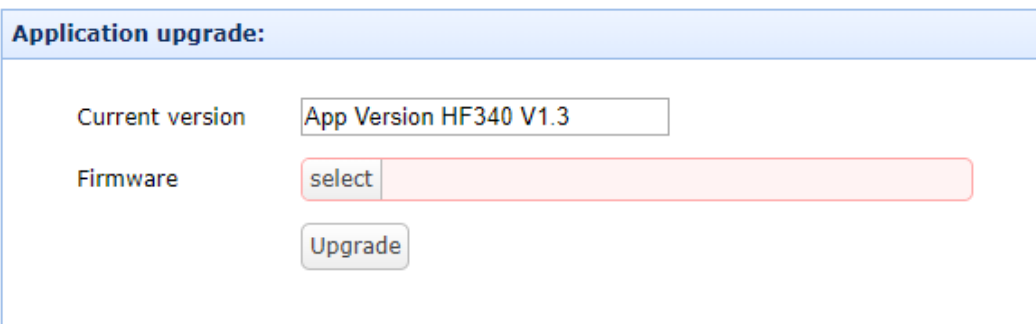 Application upgrade:
Current version App Version HF340 V1.3
Firmware select
Upgrade